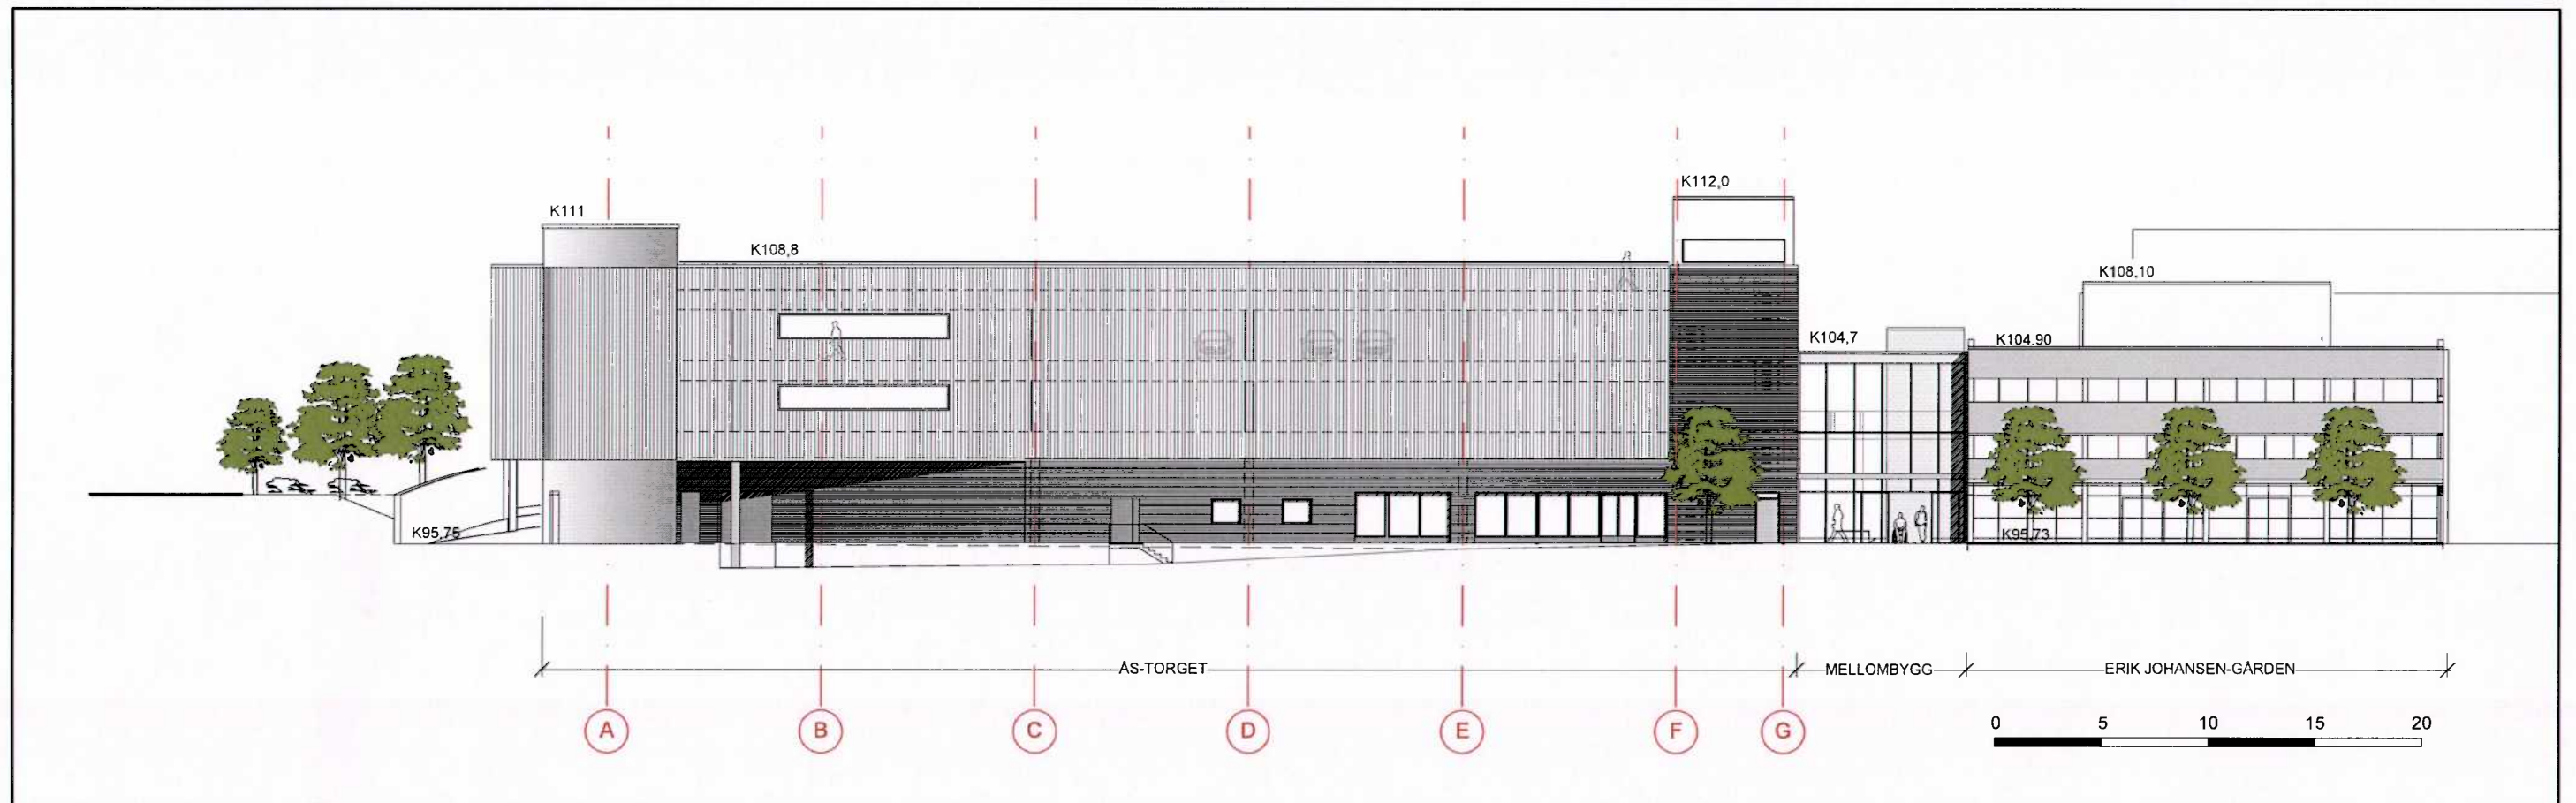 K112,0
K111
K108,8
K108,10
K104,7
K104.90
K95,75
K95,73
ÅS-TORGET
MELLOMBYGG
ERIK JOHANSEN-GÅRDEN
A
B
C
D
E
F
G
0 5 10 15 20